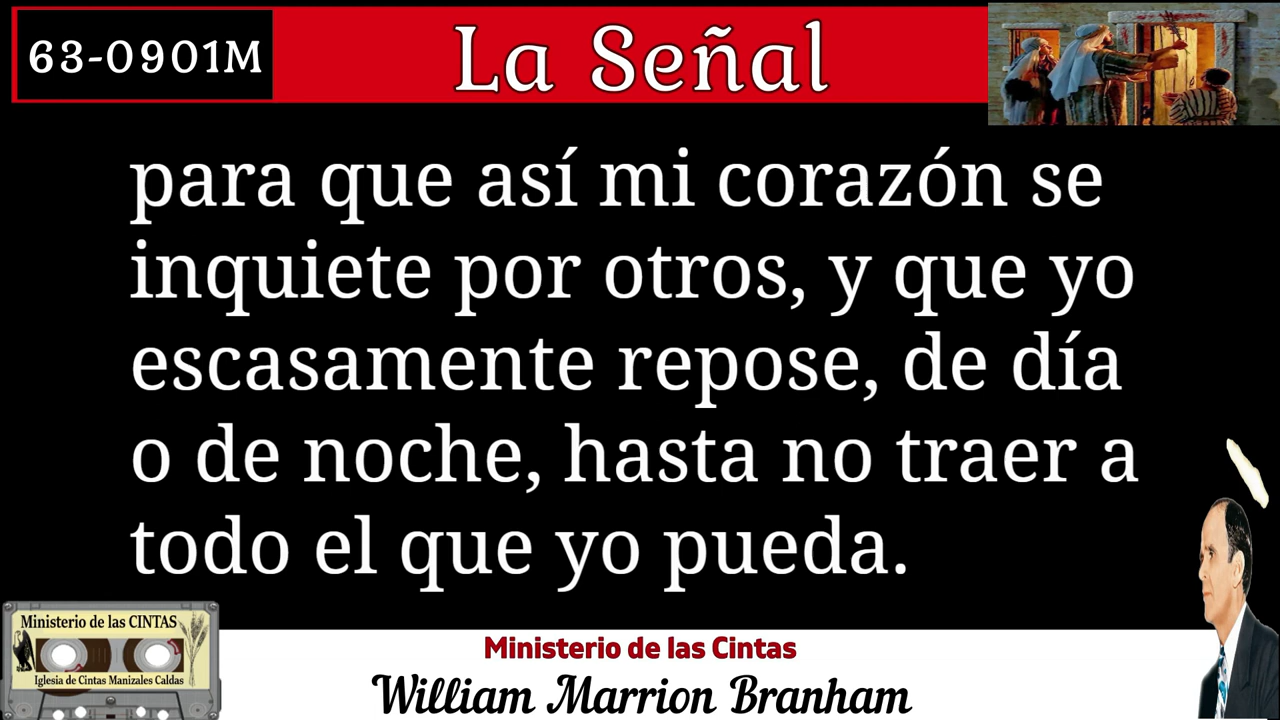 63-0901M
La Señal
para que así mi corazón se
inquiete por otros, y que yo
escasamente repose, de día
o de noche, hasta no traer a
todo el que yo pueda.
Ministerio de las CINTAS
Iglesia de Cintas Manizales Caldas
Ministerio de las Cintas
William Marrion Branham